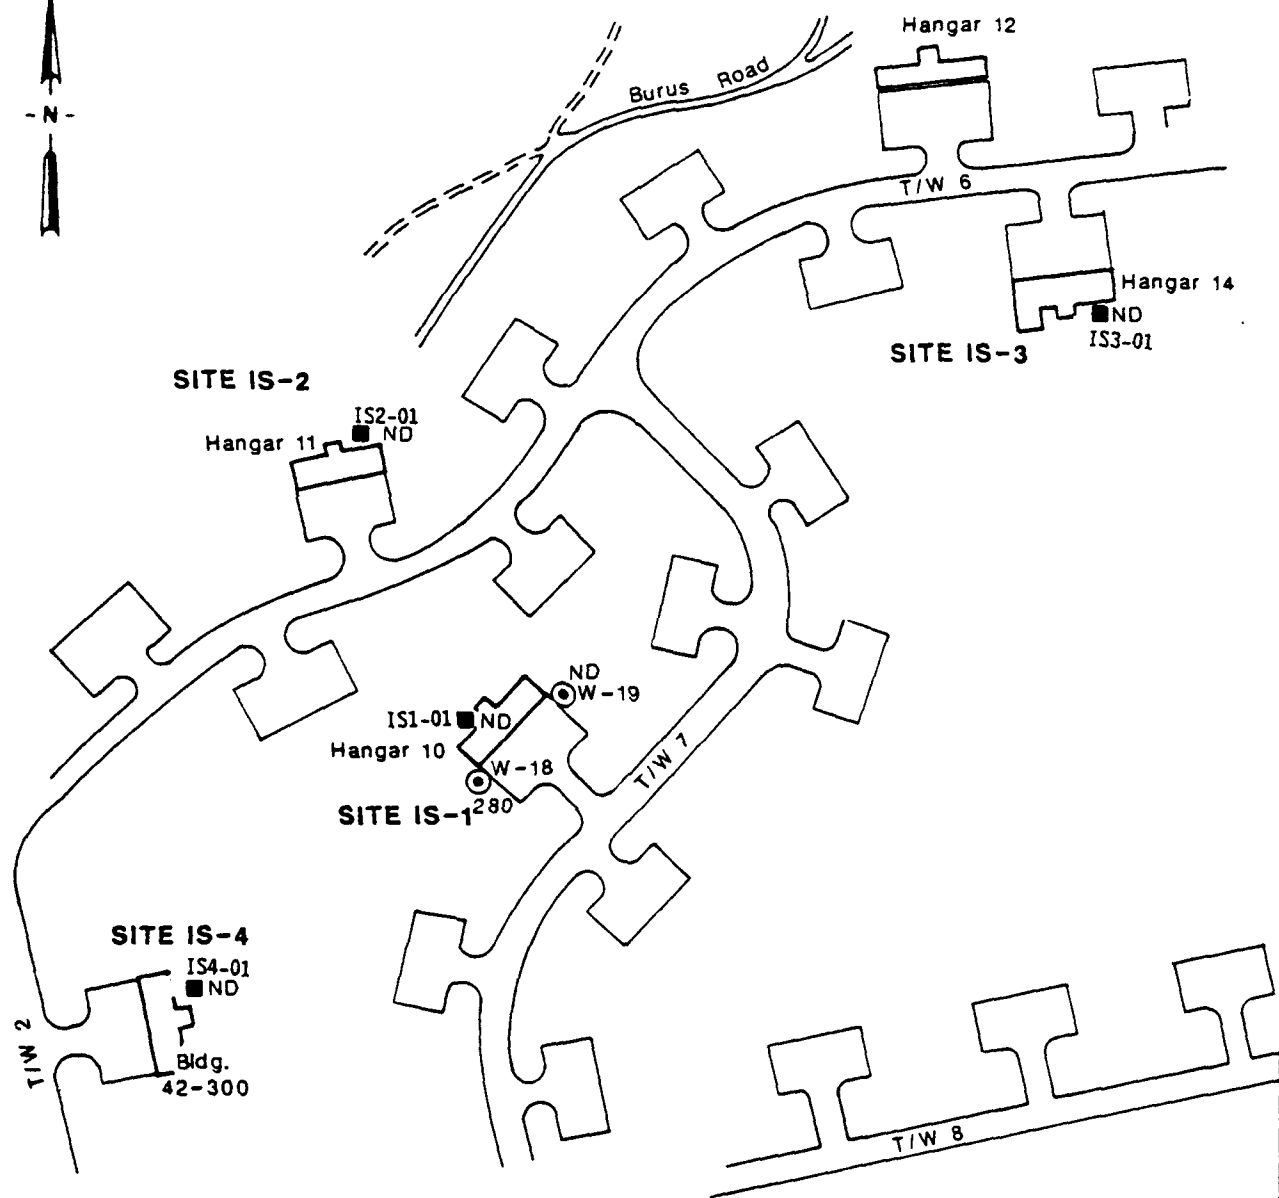 Hangar 12
- N -
Burus Road
T/W 6
Hangar 14
ND
IS3-01
SITE IS-3
SITE IS-2
IS2-01
ND
Hangar 11
ND
W-19
IS1-01 ND
Hangar 10
W-18
T/W 7
280
SITE IS-1
SITE IS-4
IS4-01
ND
T/W 2
Bldg.
42-300
T/W 8